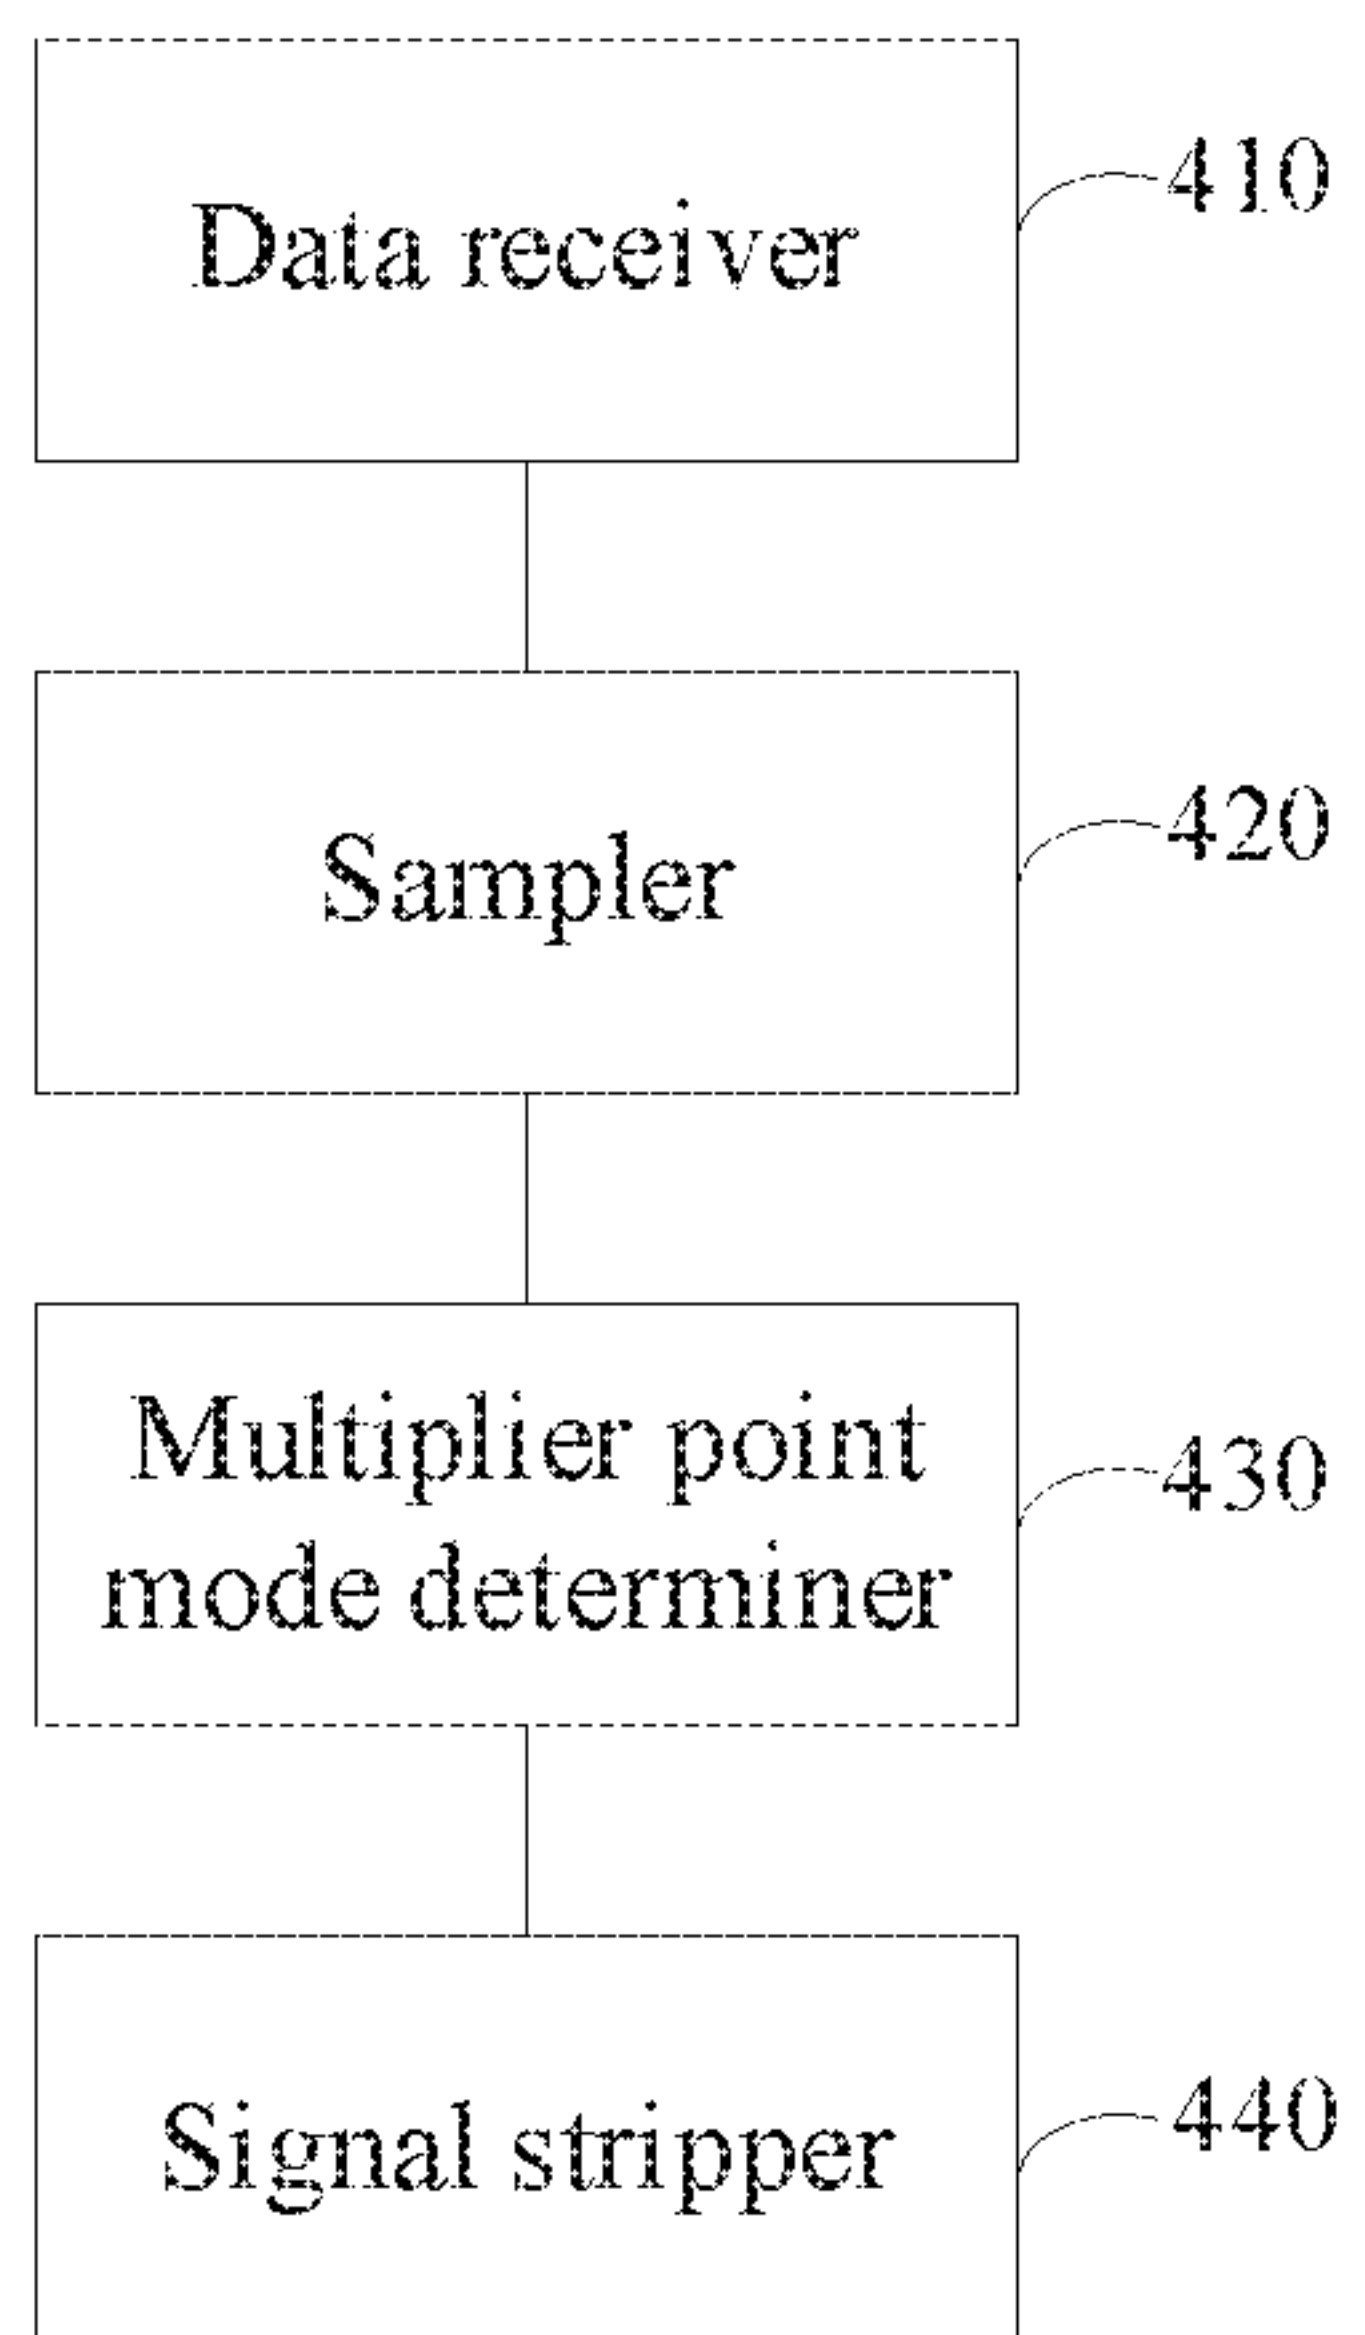 Data receiver
410
Sampler
420
Multiplier point
mode determiner
430
Signal stripper
440